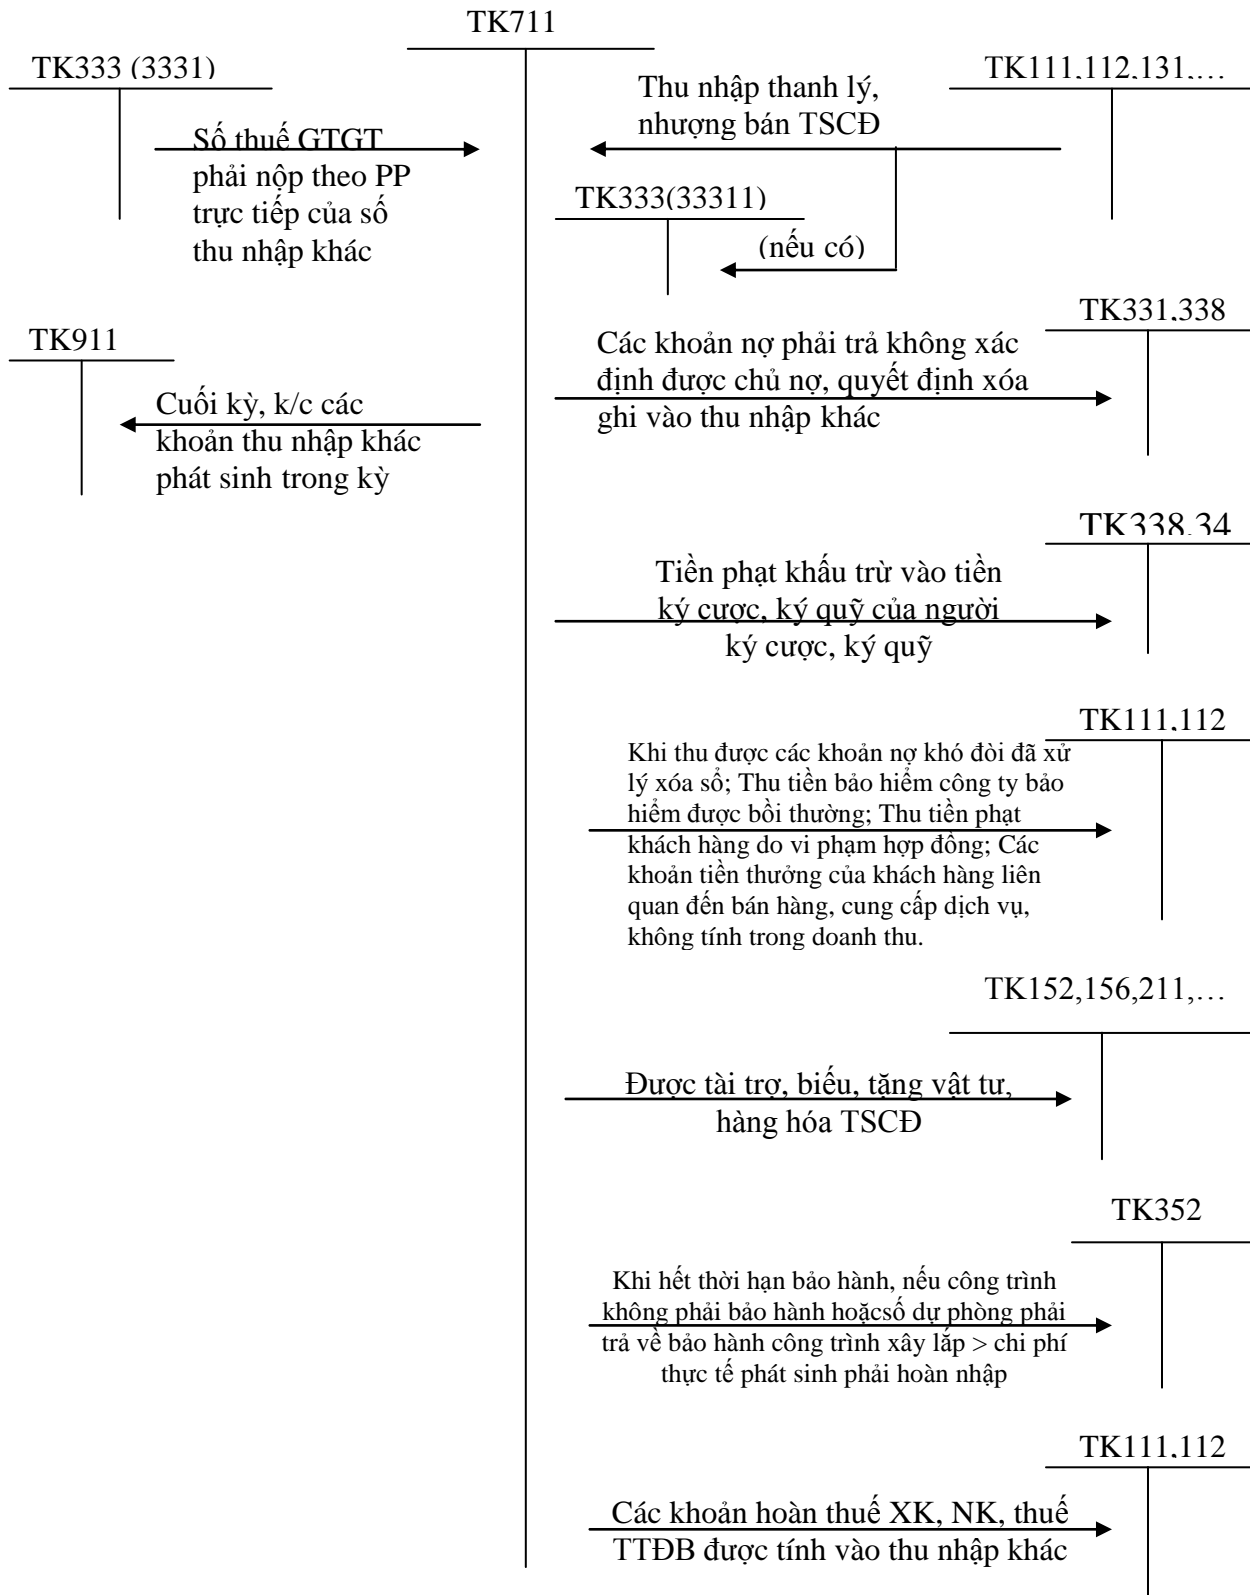 TK711
TK333 (3331)
TK111,112,131,…
Thu nhập thanh lý,
nhượng bán TSCĐ
Số thuế GTGT
phải nộp theo PP
trực tiếp của số
thu nhập khác
TK333(33311)
(nếu có)
TK331,338
TK911
Các khoản nợ phải trả không xác
định được chủ nợ, quyết định xóa
ghi vào thu nhập khác
Cuối kỳ, k/c các
khoản thu nhập khác
phát sinh trong kỳ
TK338,34
Tiền phạt khấu trừ vào tiền
ký cược, ký quỹ của người
ký cược, ký quỹ
TK111,112
Khi thu được các khoản nợ khó đòi đã xử
lý xóa sổ; Thu tiền bảo hiểm công ty bảo
hiểm được bồi thường; Thu tiền phạt
khách hàng do vi phạm hợp đồng; Các
khoản tiền thưởng của khách hàng liên
quan đến bán hàng, cung cấp dịch vụ,
không tính trong doanh thu.
TK152,156,211,…
Được tài trợ, biếu, tặng vật tư,
hàng hóa TSCĐ
TK352
Khi hết thời hạn bảo hành, nếu công trình
không phải bảo hành hoặcsố dự phòng phải
trả về bảo hành công trình xây lắp > chi phí
thực tế phát sinh phải hoàn nhập
TK111,112
Các khoản hoàn thuế XK, NK, thuế
TTĐB được tính vào thu nhập khác